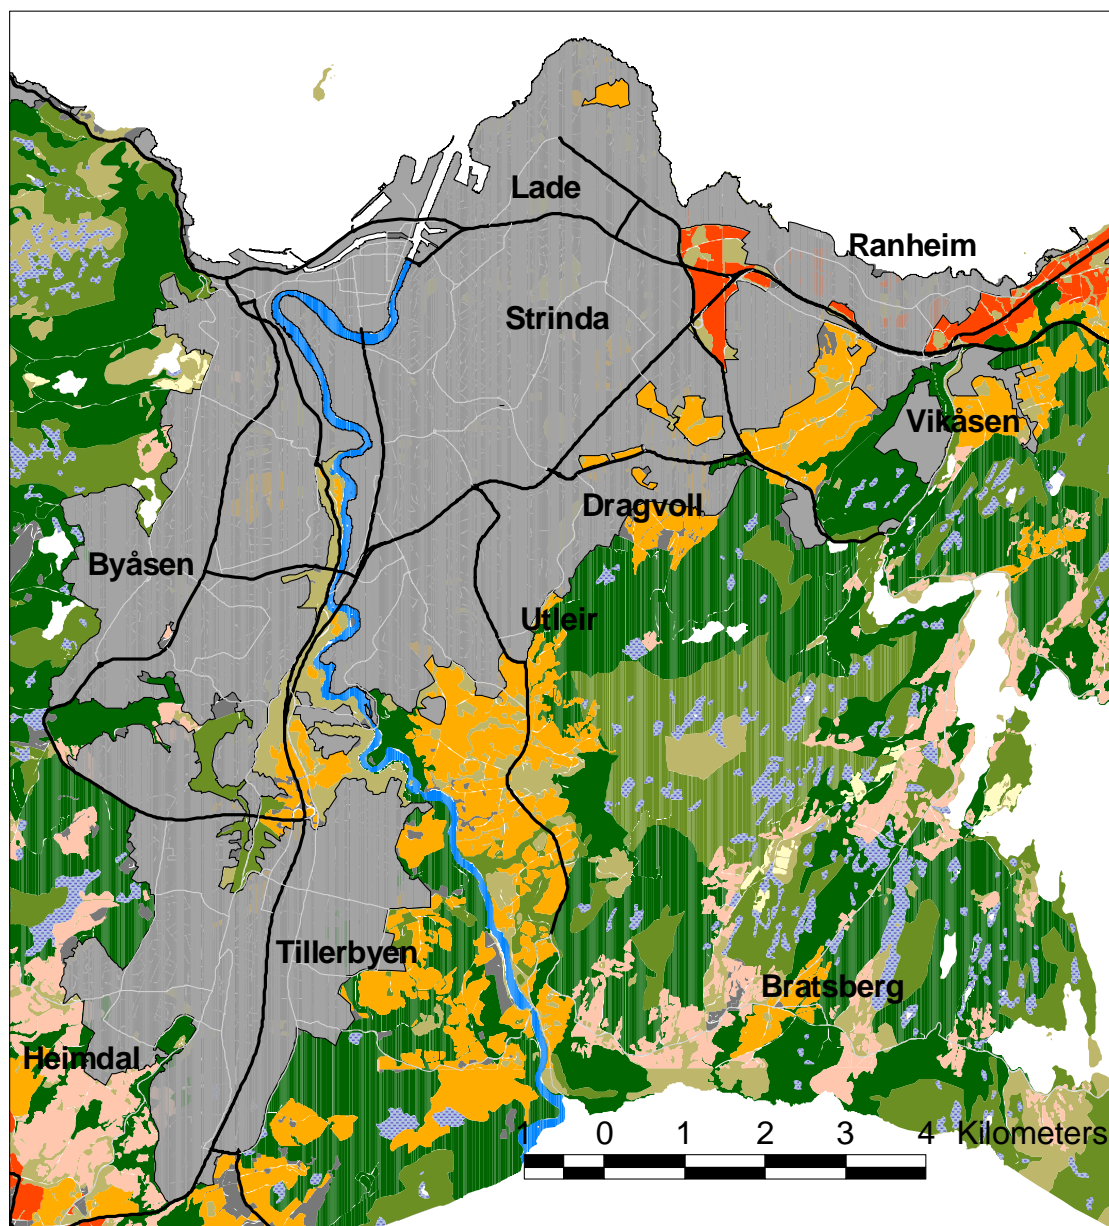 Lade
Ranheim
Strinda
Vikåsen
Dragvoll
Byåsen
Utleir
Tillerbyen
Bratsberg
Heimdal
1 0 1 2 3 4 Kilometers